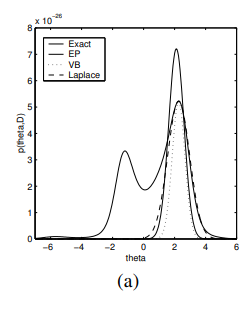 x 10^-26
8
7
6
5
4
3
2
1
0
p(theta,D)
Exact
EP
VB
Laplace
-6 -4 -2 0 2 4 6
theta
(a)